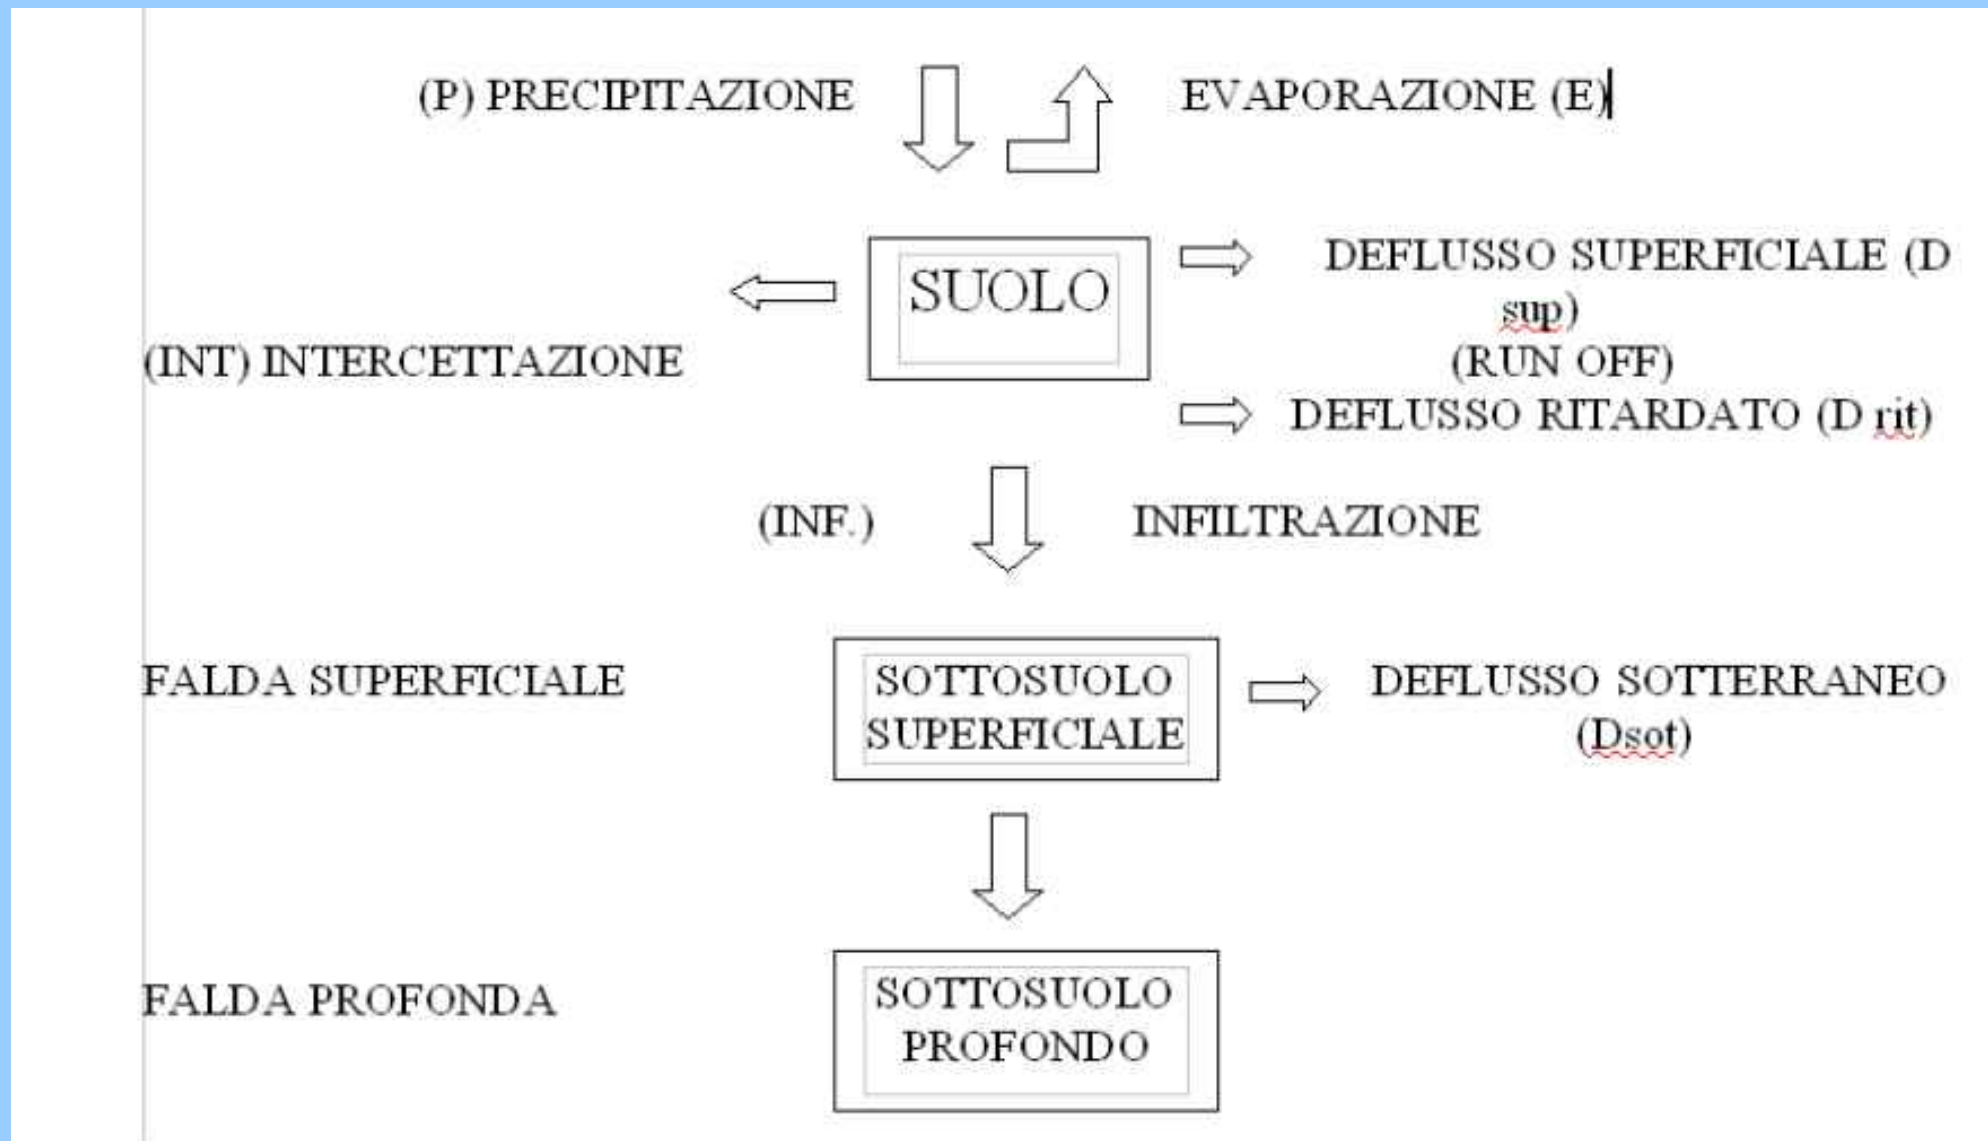 (P) PRECIPITAZIONE EVAPORAZIONE (E)
SUOLO
DEFLUSSO SUPERFICIALE (D
sup)
(INT) INTERCETTAZIONE
(RUN OFF)
DEFLUSSO RITARDATO (D rit)
(INF.) INFILTRAZIONE
FALDA SUPERFICIALE
SOTTOSUOLO
SUPERFICIALE
DEFLUSSO SOTTERRANEO
(Dsot)
FALDA PROFONDA
SOTTOSUOLO
PROFONDO